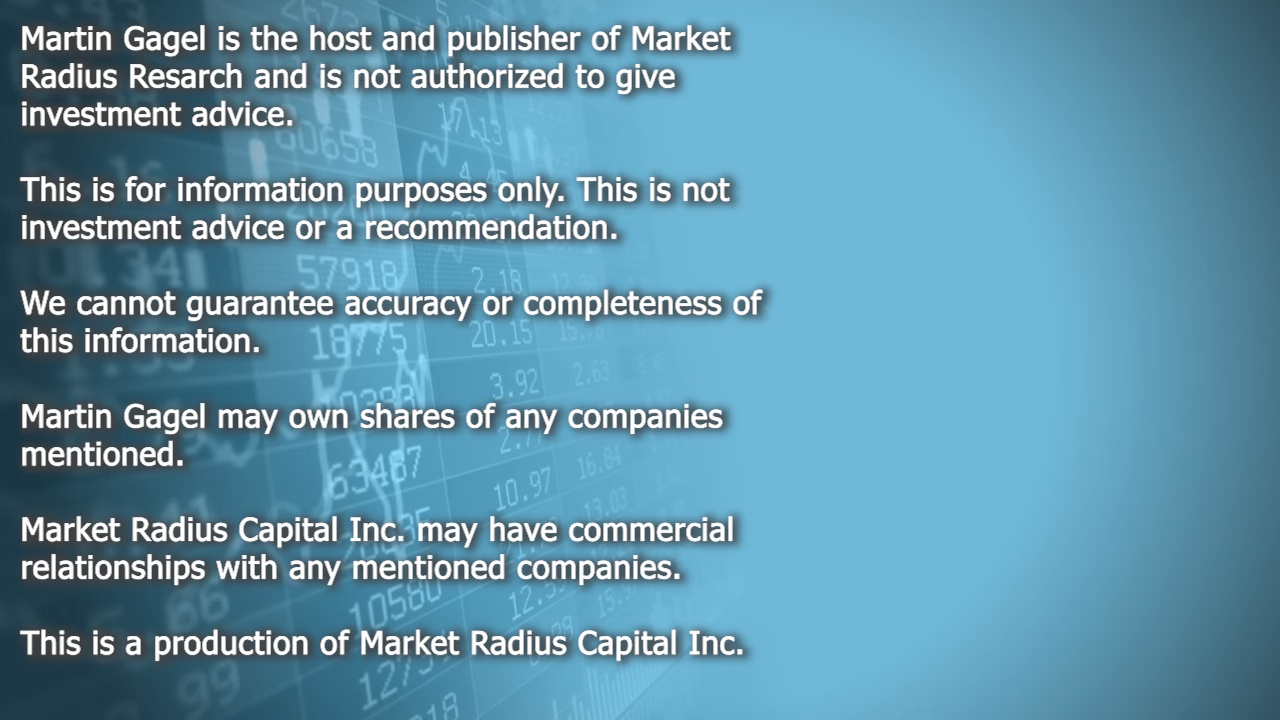 Martin Gagel is the host and publisher of Market
Radius Resarch and is not authorized to give
investment advice.
This is for information purposes only. This is not
investment advice or a recommendation.
We cannot guarantee accuracy or completeness of
this information.
Martin Gagel may own shares of any companies
mentioned.
Market Radius Capital Inc. may have commercial
relationships with any mentioned companies.
This is a production of Market Radius Capital Inc.